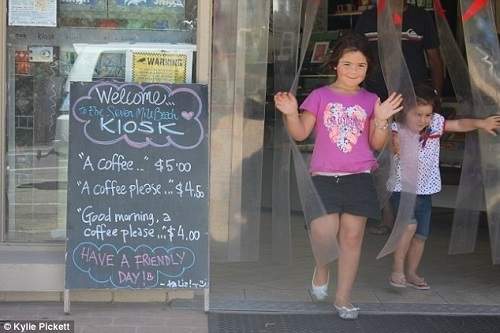 WARNING
Welcome...
to the Seven Mile Beach
KIOSK
"A coffee.." $5.00
"A coffee please.." $4.50
"Good morning, a
coffee please.." $4.00
HAVE A FRIENDLY
DAY!
© Kylie Pickett